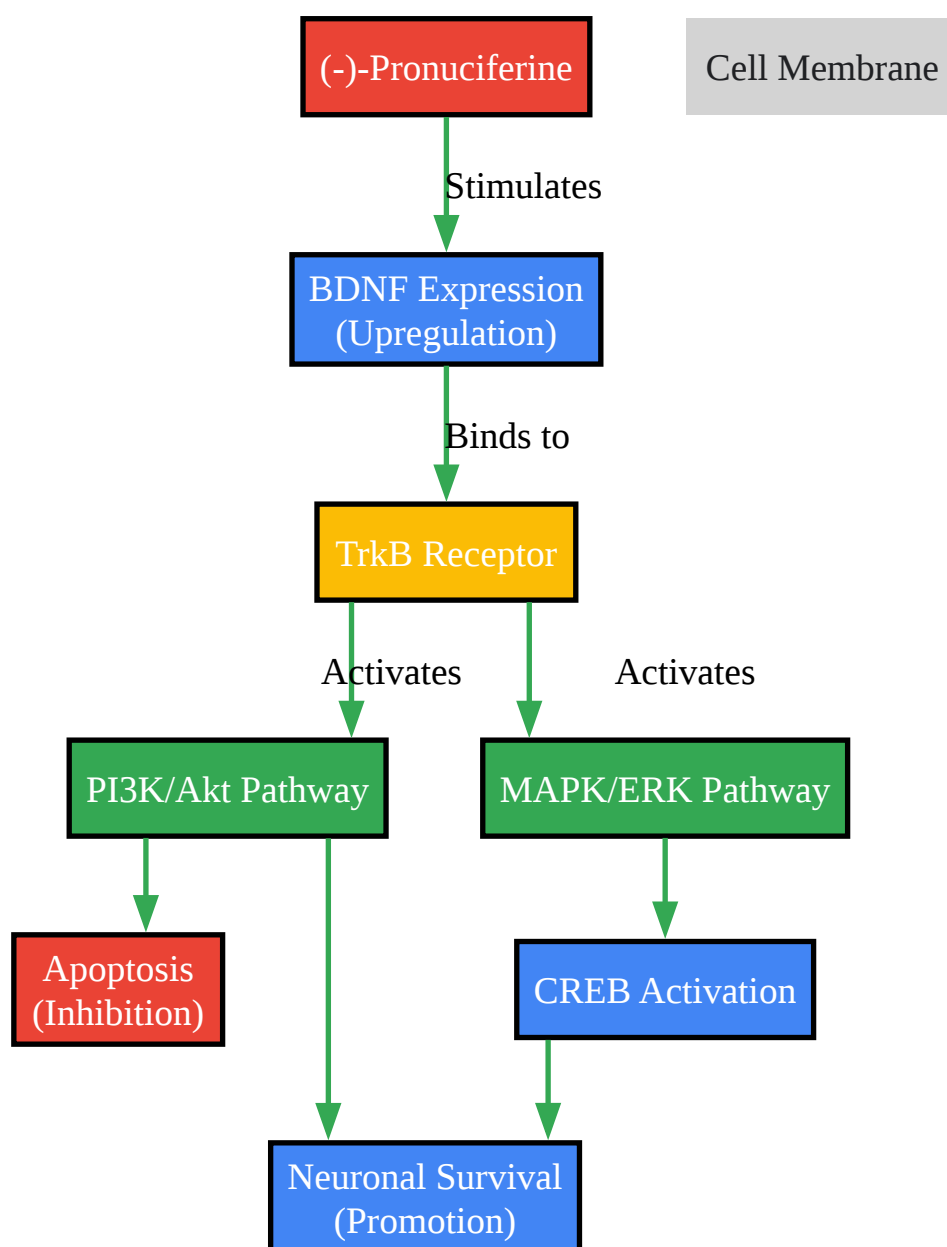 (-)-Pronuciferine
Cell Membrane
Stimulates
BDNF Expression
(Upregulation)
Binds to
TrkB Receptor
Activates
Activates
PI3K/Akt Pathway
MAPK/ERK Pathway
Apoptosis
(Inhibition)
CREB Activation
Neuronal Survival
(Promotion)